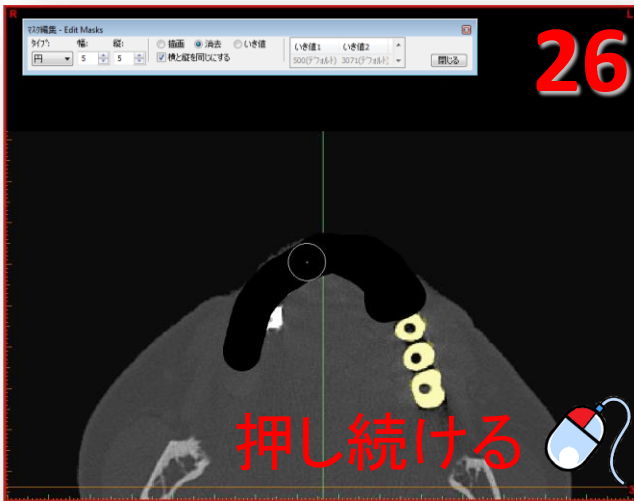 R
L
マスク編集 - Edit Masks
タイプ: 幅: 縦: 描画 消去 いき値
円 5 5 横と縦を同じにする
いき値1 いき値2
500(デフォルト) 3071(デフォルト) 閉じる
26
押し続ける